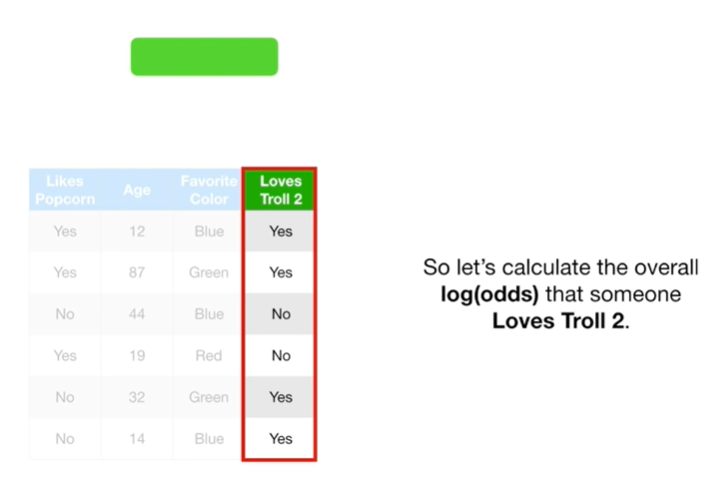 Likes Popcorn Age Favorite Color Loves Troll 2
Yes 12 Blue Yes
Yes 87 Green Yes
No 44 Blue No
Yes 19 Red No
No 32 Green Yes
No 14 Blue Yes
So let's calculate the overall
log(odds) that someone
Loves Troll 2.